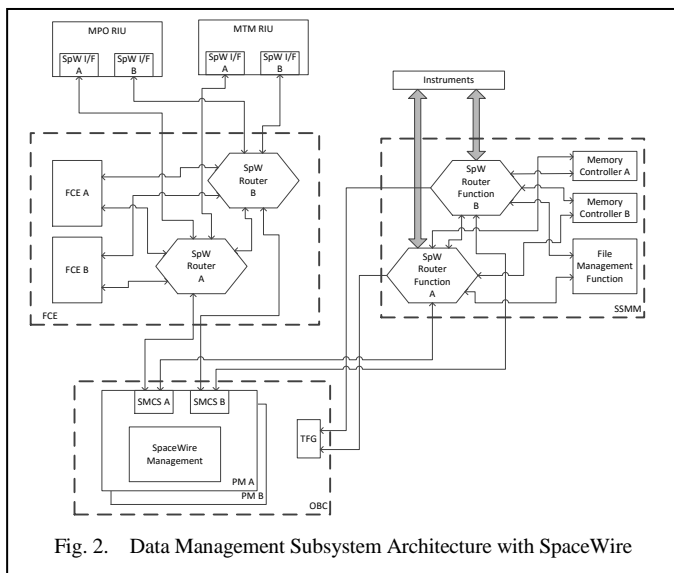 MPO RIU
SpW I/F
A
SpW I/F
B
MTM RIU
SpW I/F
A
SpW I/F
B
Instruments
FCE A
FCE B
SpW
Router
B
SpW
Router
A
FCE
SpW
Router
Function
B
SpW
Router
Function
A
Memory
Controller A
Memory
Controller B
File
Management
Function
SSMM
SMCS A
SMCS B
SpaceWire
Management
PM A
PM B
TFG
OBC
Fig. 2. Data Management Subsystem Architecture with SpaceWire